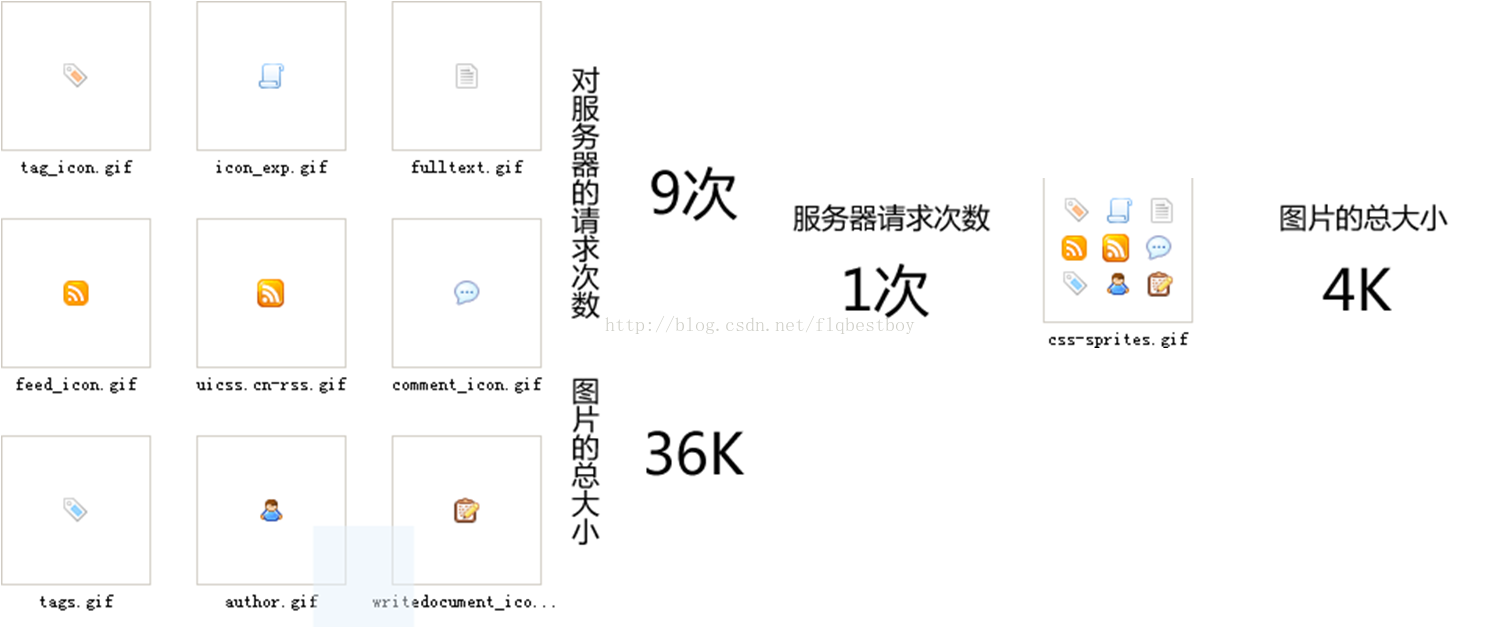 tag_icon.gif
icon_exp.gif
fulltext.gif
feed_icon.gif
uicss.cn-rss.gif
comment_icon.gif
tags.gif
author.gif
writedocument_ico...
对服务器的请求次数
9次
图片的总大小
36K
服务器请求次数
1次
css-sprites.gif
图片的总大小
4K
http://blog.csdn.net/flqbestboy